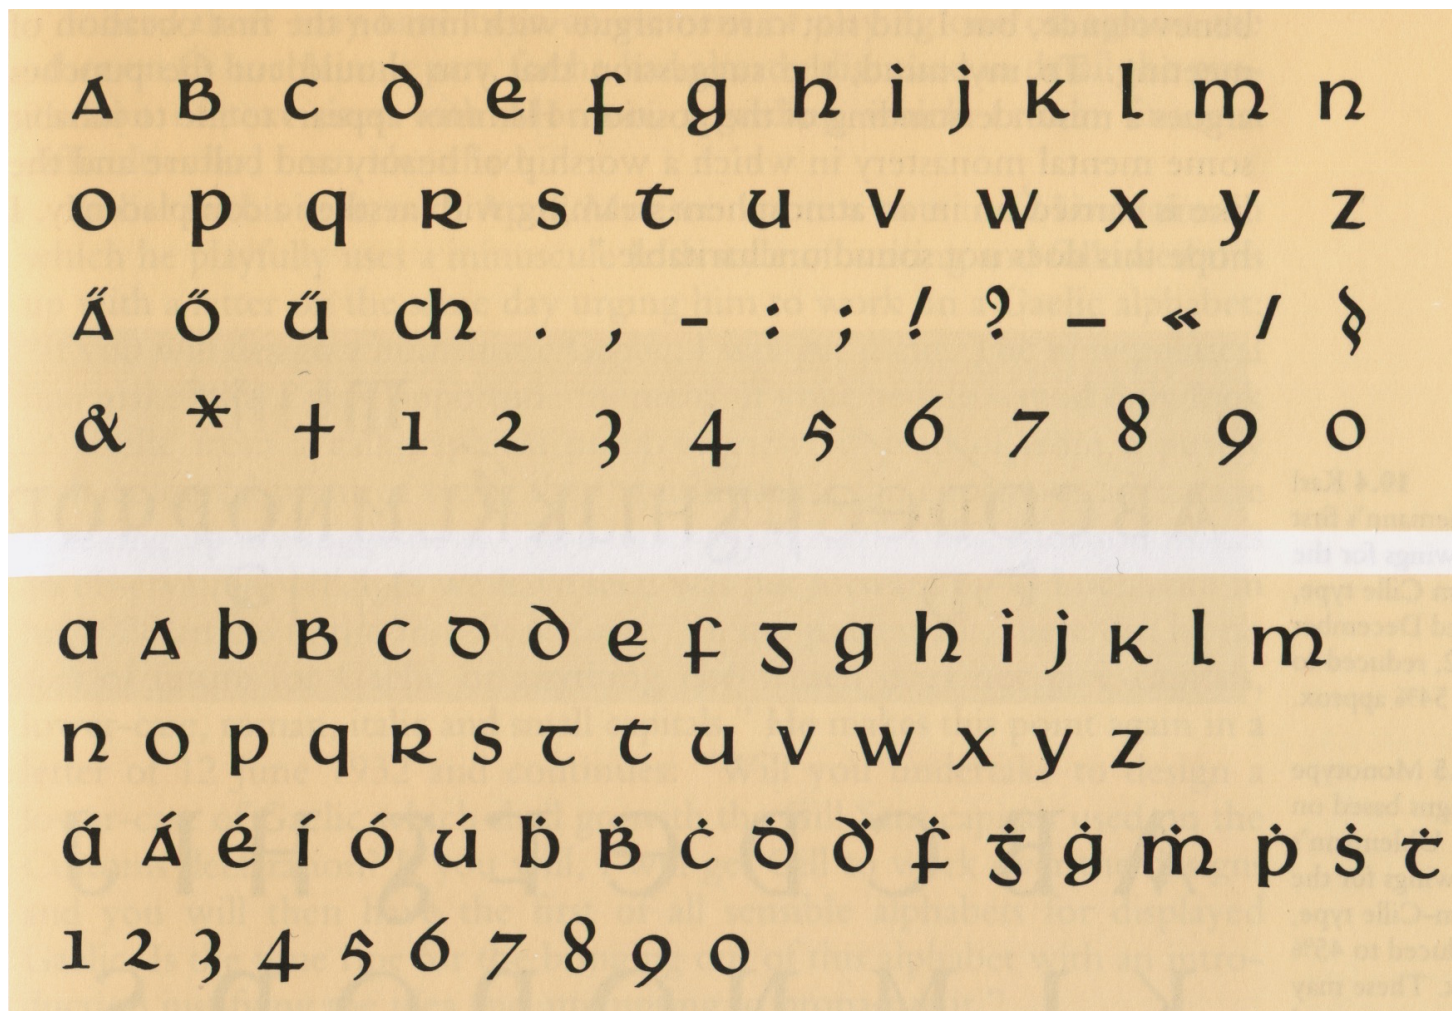 A B c d e f g h i j k l m n
o p q R s t u v w x y z
A̋ ő ű ch . , - : ; ! ? – « / §
& * † 1 2 3 4 5 6 7 8 9 0
a A b B c d d e f ᵹ g h i j k l m
n o p q R s t t u v w x y z
á Á é í ó ú ḃ Ḃ ċ ḋ ḋ ḟ ᵹ̇ ġ ṁ ṗ ṡ ṫ
1 2 3 4 5 6 7 8 9 0